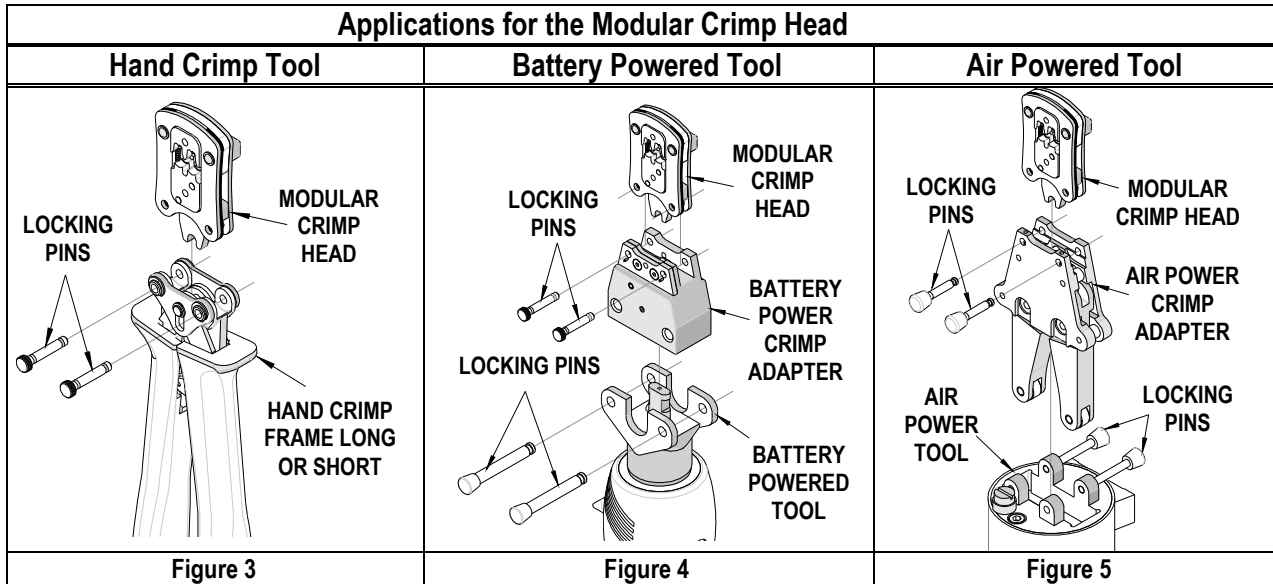 Applications for the Modular Crimp Head
Hand Crimp Tool
Battery Powered Tool
Air Powered Tool
LOCKING
PINS
MODULAR
CRIMP
HEAD
HAND CRIMP
FRAME LONG
OR SHORT
MODULAR
CRIMP
HEAD
LOCKING
PINS
BATTERY
POWER
CRIMP
ADAPTER
LOCKING PINS
BATTERY
POWERED
TOOL
LOCKING
PINS
MODULAR
CRIMP HEAD
AIR POWER
CRIMP
ADAPTER
AIR
POWER
TOOL
LOCKING
PINS
Figure 3
Figure 4
Figure 5